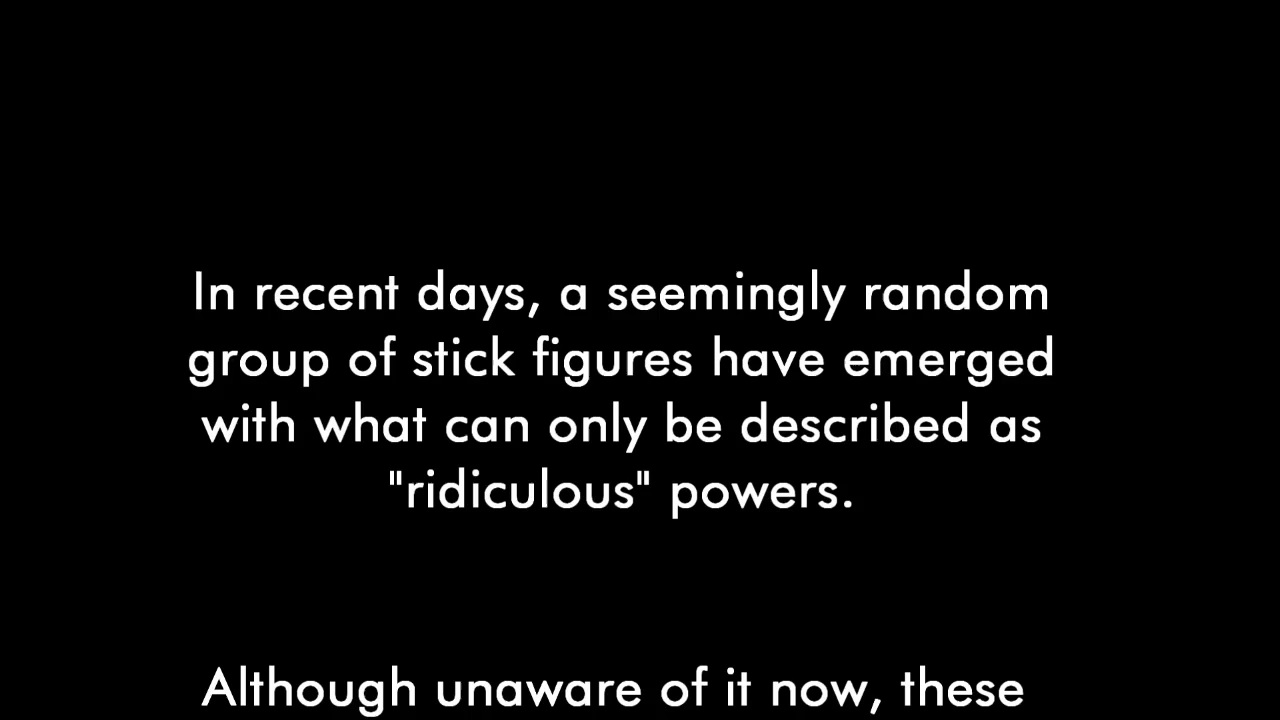 In recent days, a seemingly random
group of stick figures have emerged
with what can only be described as
"ridiculous" powers.
Although unaware of it now, these